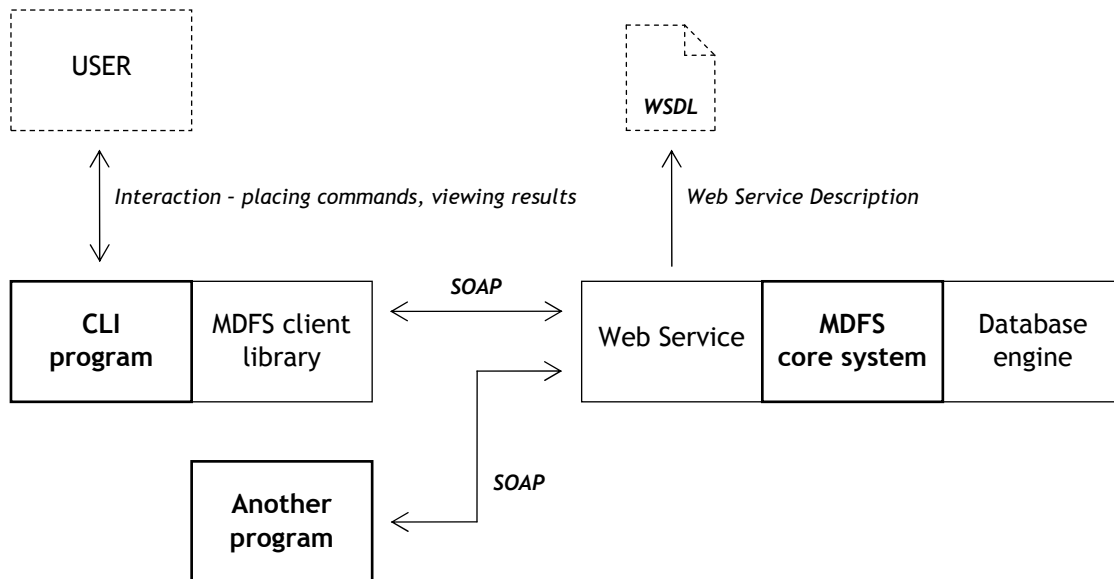 USER
WSDL
Interaction – placing commands, viewing results
Web Service Description
SOAP
CLI
program
MDFS client
library
Web Service
MDFS
core system
Database
engine
SOAP
Another
program